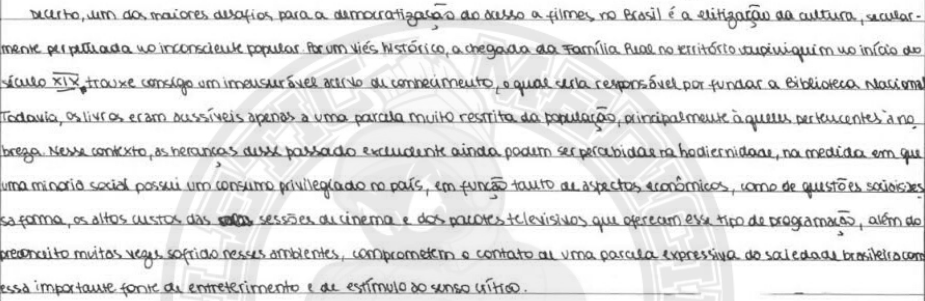 Decerto, um dos maiores desafios para a democratização do acesso a filmes no Brasil é a elitização da cultura, secular-
mente perpetuada no inconsciente popular. Por um viés histórico, a chegada da Família Real no território tupiniquim no início do
século XIX, trouxe consigo um imensurável acervo de conhecimento, o qual seria responsável por fundar a Biblioteca Nacional
Todavia, os livros eram acessíveis apenas a uma parcela muito restrita da população, principalmente àqueles pertencentes à no
breza. Nesse contexto, as heranças desse passado excludente ainda podem ser percebidas na hodiernidade, na medida em que
uma minoria social possui um consumo privilegiado no país, em função tanto de aspectos econômicos, como de questões sociais. Des
sa forma, os altos custos das sessões de cinema e dos pacotes televisivos que oferecem esse tipo de programação, além do
preconceito muitas vezes sofrido nesses ambientes, comprometem o contato de uma parcela expressiva da sociedade brasileira com
essa importante fonte de entreterimento e de estímulo ao senso crítico.